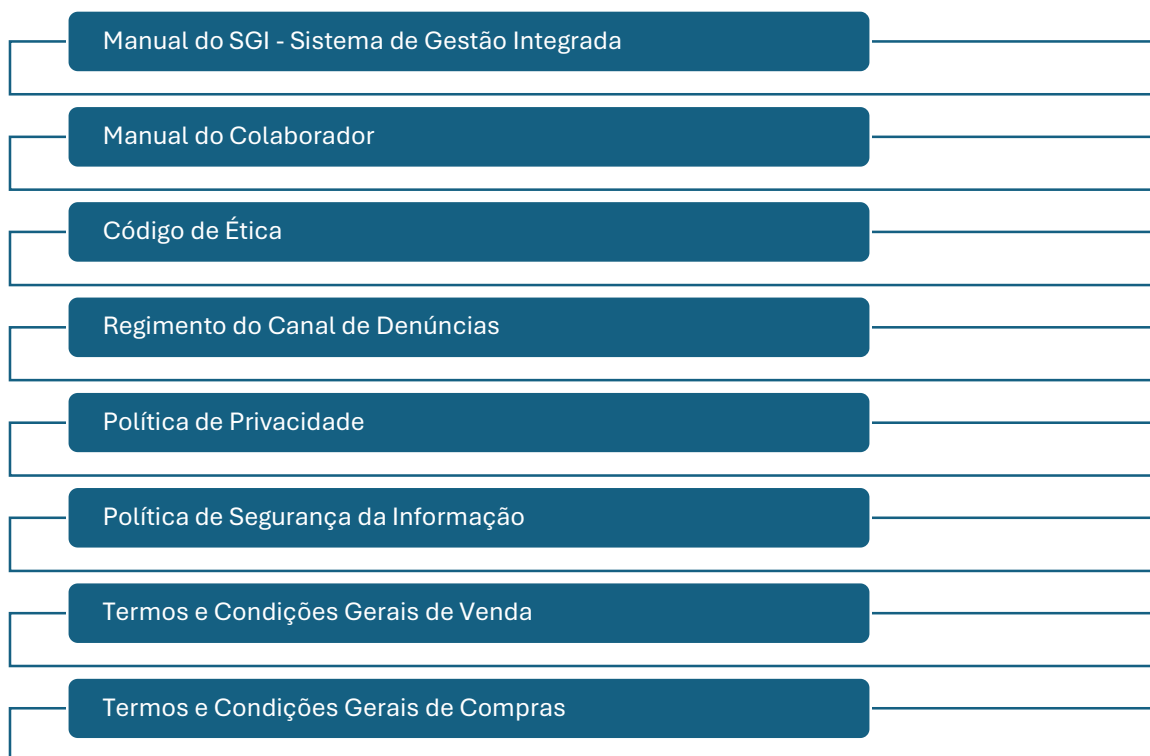 Manual do SGI - Sistema de Gestão Integrada
Manual do Colaborador
Código de Ética
Regimento do Canal de Denúncias
Política de Privacidade
Política de Segurança da Informação
Termos e Condições Gerais de Venda
Termos e Condições Gerais de Compras